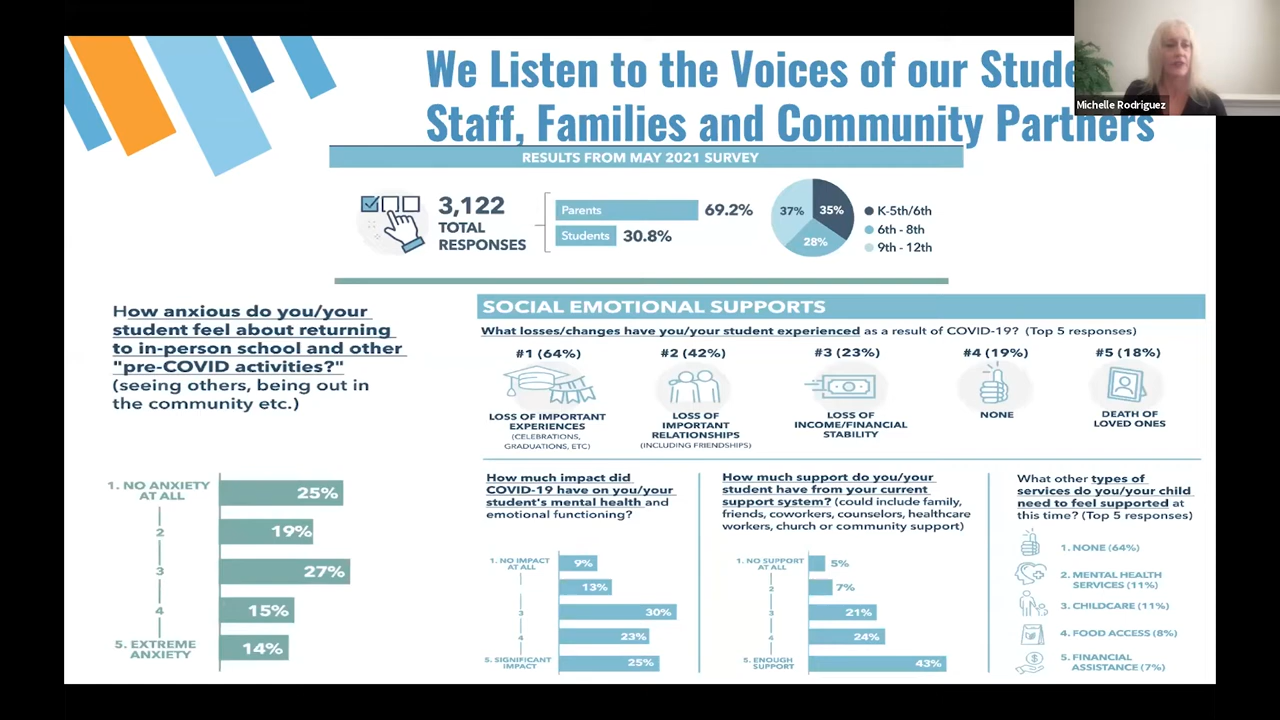 We Listen to the Voices of our Stude
Staff, Families and Community Partners
Michelle Rodriguez
RESULTS FROM MAY 2021 SURVEY
3,122
TOTAL
RESPONSES
Parents 69.2%
Students 30.8%
37% 35%
28%
K-5th/6th
6th - 8th
9th - 12th
How anxious do you/your
student feel about returning
to in-person school and other
"pre-COVID activities?"
(seeing others, being out in
the community etc.)
1. NO ANXIETY
AT ALL
25%
2 19%
3 27%
4 15%
5. EXTREME
ANXIETY
14%
SOCIAL EMOTIONAL SUPPORTS
What losses/changes have you/your student experienced as a result of COVID-19? (Top 5 responses)
#1 (64%)
LOSS OF IMPORTANT
EXPERIENCES
(CELEBRATIONS,
GRADUATIONS, ETC)
#2 (42%)
LOSS OF
IMPORTANT
RELATIONSHIPS
(INCLUDING FRIENDSHIPS)
#3 (23%)
LOSS OF
INCOME/FINANCIAL
STABILITY
#4 (19%)
NONE
#5 (18%)
DEATH OF
LOVED ONES
How much impact did
COVID-19 have on you/your
student's mental health and
emotional functioning?
1. NO IMPACT
AT ALL
9%
13%
3 30%
4 23%
5. SIGNIFICANT
IMPACT
25%
How much support do you/your
student have from your current
support system? (could include family,
friends, coworkers, counselors, healthcare
workers, church or community support)
1. NO SUPPORT
AT ALL
5%
2 7%
3 21%
4 24%
5. ENOUGH
SUPPORT
43%
What other types of
services do you/your child
need to feel supported at
this time? (Top 5 responses)
1. NONE (64%)
2. MENTAL HEALTH
SERVICES (11%)
3. CHILDCARE (11%)
4. FOOD ACCESS (8%)
5. FINANCIAL
ASSISTANCE (7%)